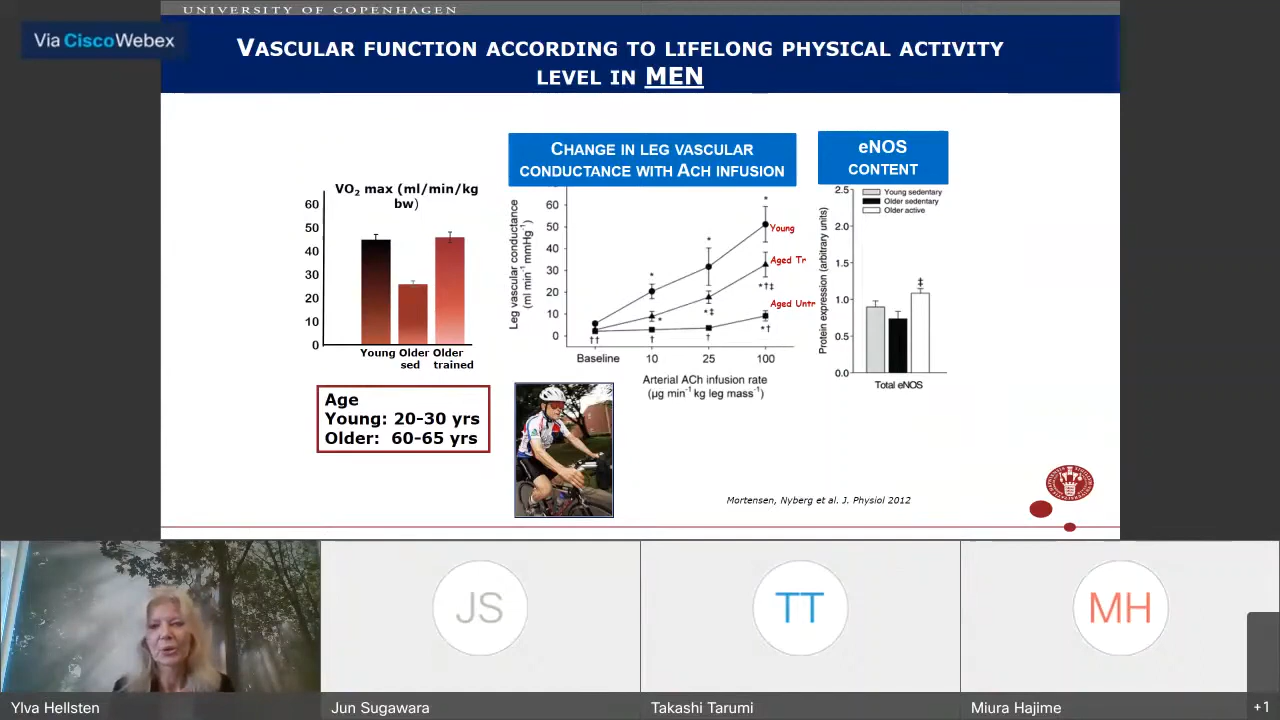 UNIVERSITY OF COPENHAGEN
Via Cisco Webex
VASCULAR FUNCTION ACCORDING TO LIFELONG PHYSICAL ACTIVITY
LEVEL IN MEN
VO2 max (ml/min/kg
bw)
60
50
40
30
20
10
0
Young Older Older
sed trained
Age
Young: 20-30 yrs
Older: 60-65 yrs
CHANGE IN LEG VASCULAR
CONDUCTANCE WITH ACH INFUSION
Leg vascular conductance
(ml min-1 mmHg-1)
60
50
40
30
20
10
0
*
*
*
Young
Aged Tr
*†‡
*‡
*
Aged Untr
*†
††
†
†
Baseline 10 25 100
Arterial ACh infusion rate
(µg min-1 kg leg mass-1)
eNOS
CONTENT
Protein expression (arbitrary units)
2.5
2.0
1.5
1.0
0.5
0.0
Young sedentary
Older sedentary
Older active
‡
Total eNOS
Mortensen, Nyberg et al. J. Physiol 2012
JS
TT
MH
Ylva Hellsten
Jun Sugawara
Takashi Tarumi
Miura Hajime
+1